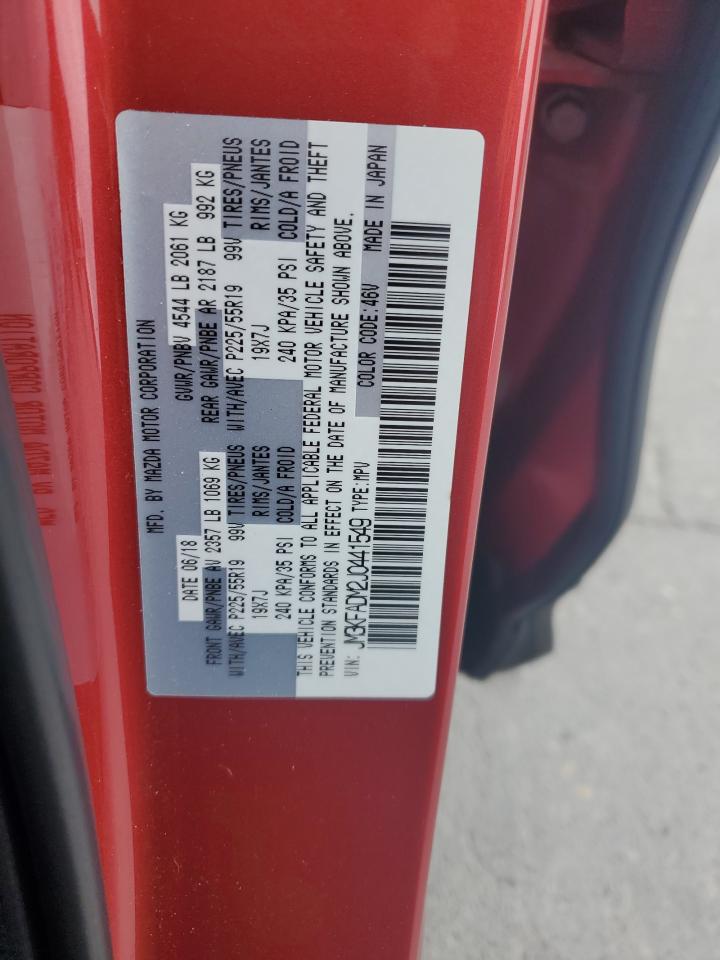 MFD. BY MAZDA MOTOR CORPORATION
DATE 06/18 GVWR/PNBV 4544 LB 2061 KG
FRONT GAWR/PNBE AV 2357 LB 1069 KG REAR GAWR/PNBE AR 2187 LB 992 KG
WITH/AVEC P225/55R19 99V TIRES/PNEUS WITH/AVEC P225/55R19 99V TIRES/PNEUS
19X7J RIMS/JANTES 19X7J RIMS/JANTES
240 KPA/35 PSI COLD/A FROID 240 KPA/35 PSI COLD/A FROID
THIS VEHICLE CONFORMS TO ALL APPLICABLE FEDERAL MOTOR VEHICLE SAFETY AND THEFT
PREVENTION STANDARDS IN EFFECT ON THE DATE OF MANUFACTURE SHOWN ABOVE.
VIN: JM3KFADM2J0441549 TYPE:MPV COLOR CODE:46V MADE IN JAPAN